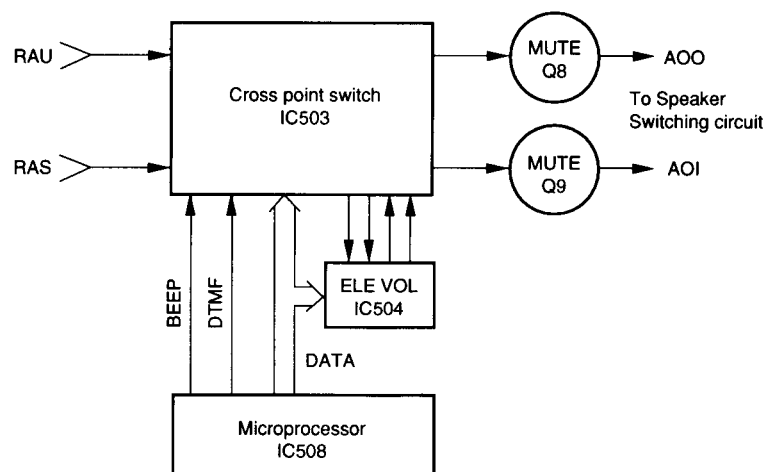 RAU
RAS
Cross point switch
IC503
MUTE
Q8
AOO
To Speaker
Switching circuit
MUTE
Q9
AOI
BEEP
DTMF
ELE VOL
IC504
DATA
Microprocessor
IC508